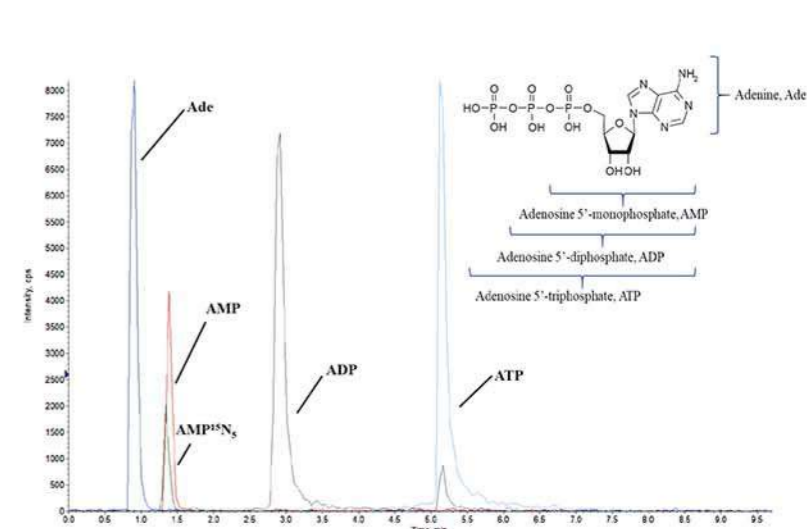 NH₂
O O O
HO P O P O P O
OH OH OH
N N
N N
O
OHOH
Adenine, Ade
Adenosine 5'-monophosphate, AMP
Adenosine 5'-diphosphate, ADP
Adenosine 5'-triphosphate, ATP
Ade
AMP
AMP¹⁵N₅
ADP
ATP
Intensity, cps
8000
7500
7000
6500
6000
5500
5000
4500
4000
3500
3000
2500
2000
1500
1000
500
0
0.0 0.5 1.0 1.5 2.0 2.5 3.0 3.5 4.0 4.5 5.0 5.5 6.0 6.5 7.0 7.5 8.0 8.5 9.0 9.5